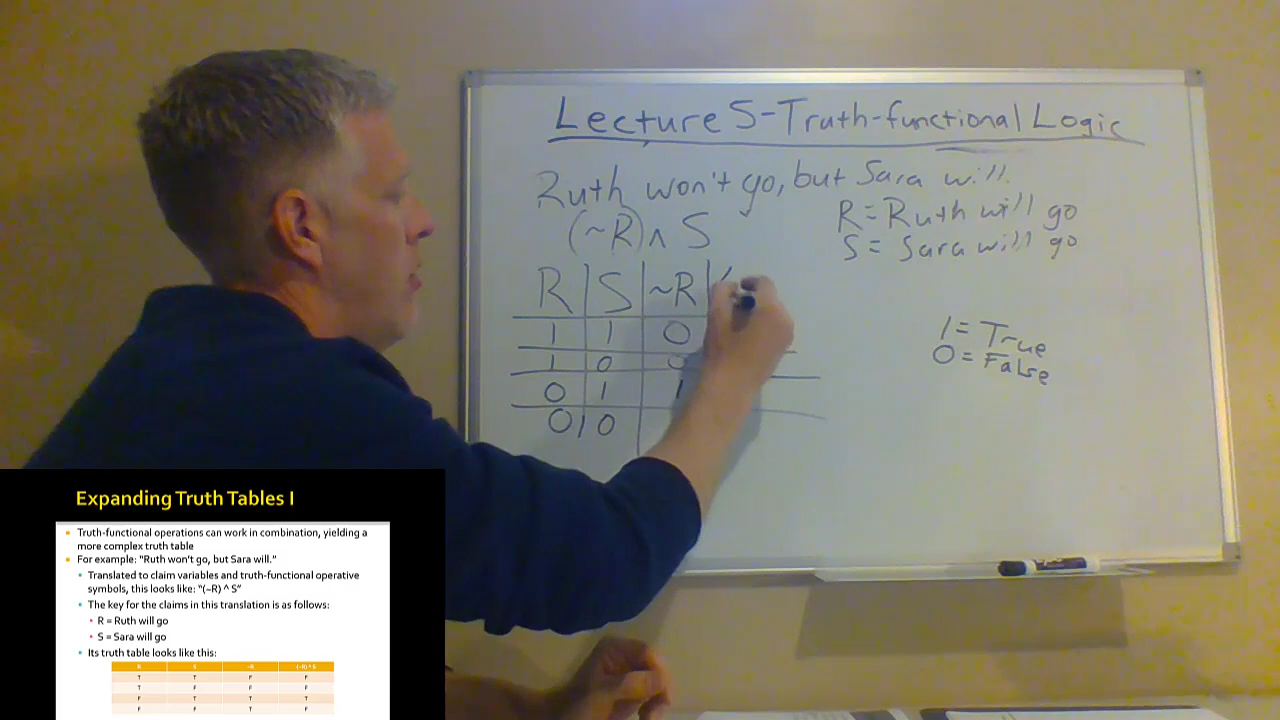 Lecture 5-Truth-functional Logic
Ruth won't go, but Sara will.
(~R)∧ S
R = Ruth will go
S = Sara will go
R S ~R (
1 1 0
1 0 0
0 1 1
0 0
1 = True
0 = False
Expanding Truth Tables I
Truth-functional operations can work in combination, yielding a
more complex truth table
For example: “Ruth won’t go, but Sara will.”
Translated to claim variables and truth-functional operative
symbols, this looks like: “(~R) ^ S”
The key for the claims in this translation is as follows:
R = Ruth will go
S = Sara will go
Its truth table looks like this:
R S ~R (~R) ^ S
T T F F
T F F F
F T T T
F F T F